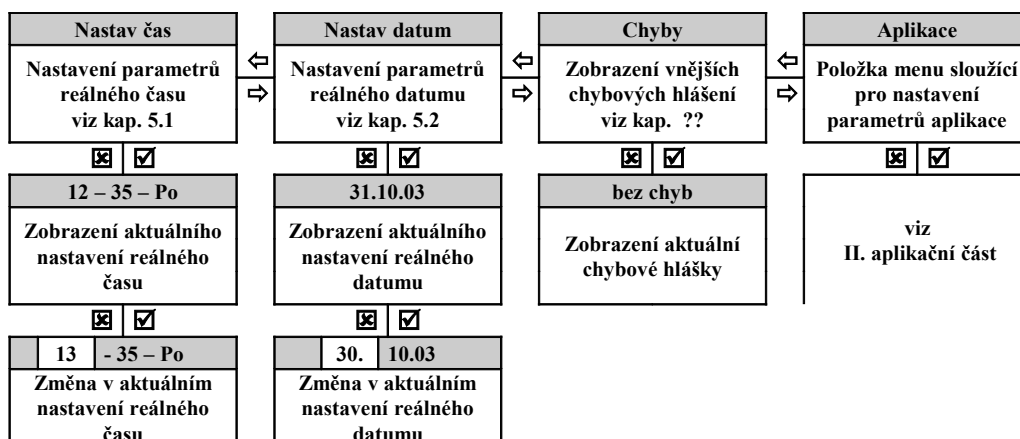 Nastav čas
Nastavení parametrů
reálného času
viz kap. 5.1
Nastav datum
Nastavení parametrů
reálného datumu
viz kap. 5.2
Chyby
Zobrazení vnějších
chybových hlášení
viz kap. ??
Aplikace
Položka menu sloužící
pro nastavení
parametrů aplikace
12 – 35 – Po
Zobrazení aktuálního
nastavení reálného
času
31.10.03
Zobrazení aktuálního
nastavení reálného
datumu
bez chyb
Zobrazení aktuální
chybové hlášky
viz
II. aplikační část
13 - 35 – Po
Změna v aktuálním
nastavení reálného
času
30. 10.03
Změna v aktuálním
nastavení reálného
datumu